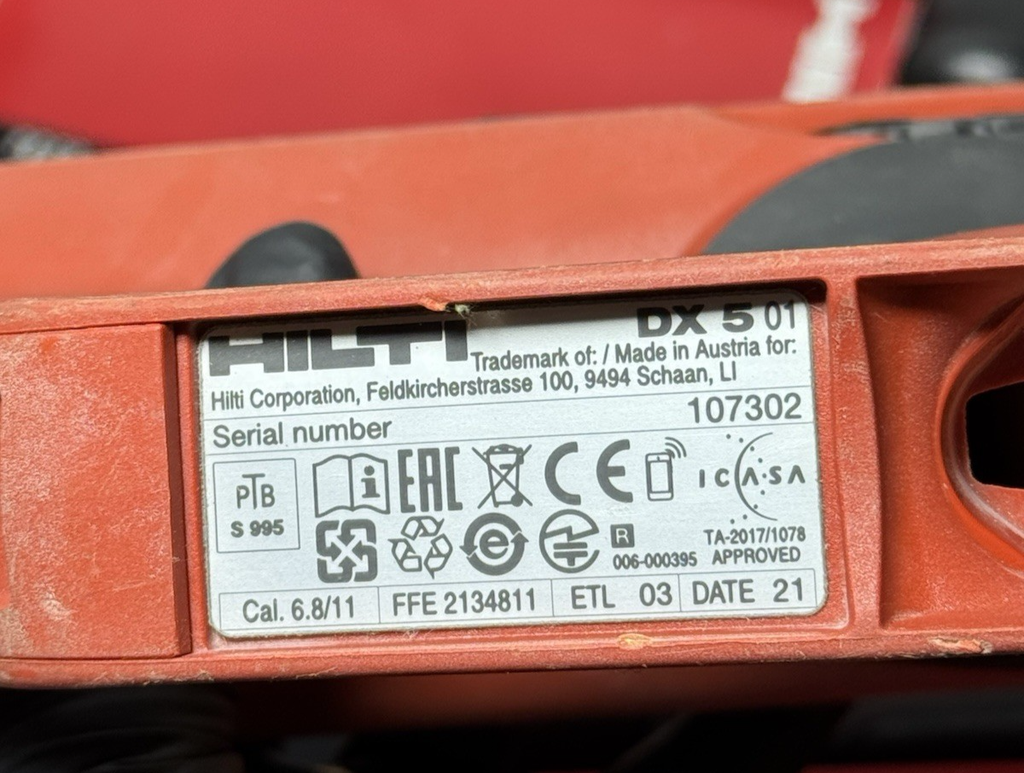 HILTI DX 5 01
Trademark of: / Made in Austria for:
Hilti Corporation, Feldkircherstrasse 100, 9494 Schaan, LI
Serial number 107302
PTB
S 995
i EAC CE ICASA
e R
006-000395
TA-2017/1078
APPROVED
Cal. 6.8/11 FFE 2134811 ETL 03 DATE 21